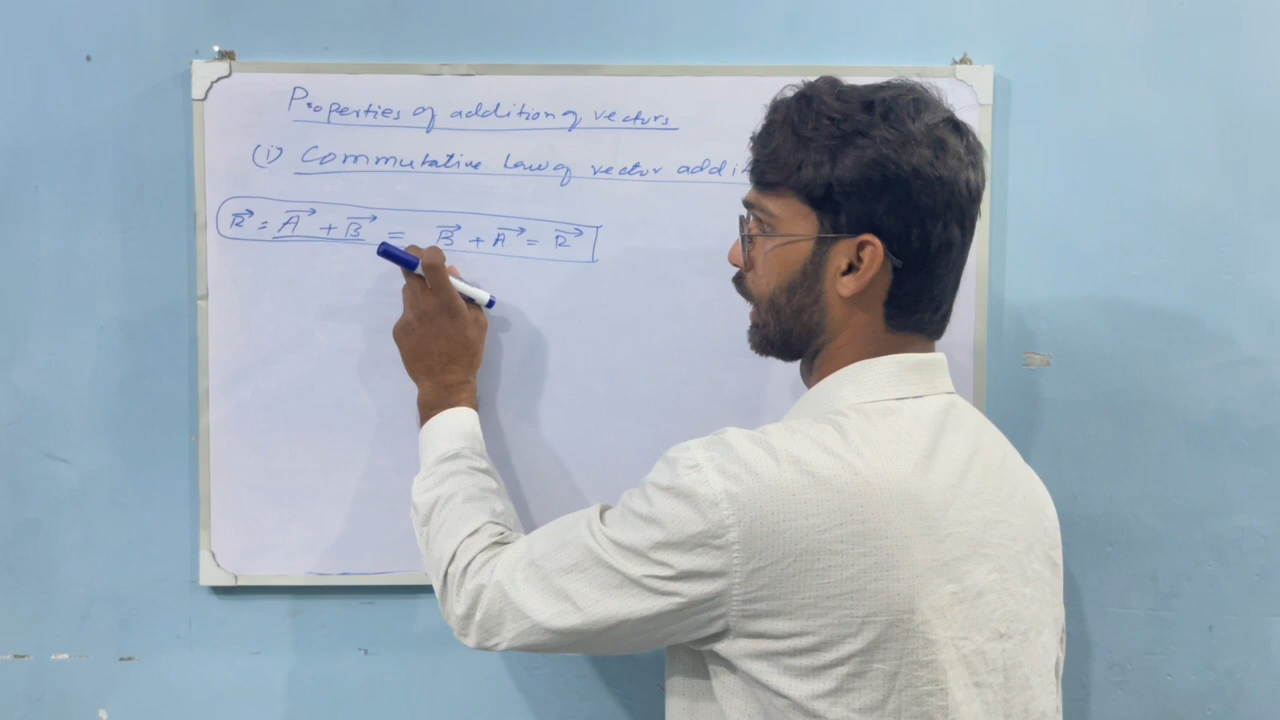 Properties of addition of vectors
(i) Commutative Law of vector addi
R⃗ = A⃗ + B⃗ = B⃗ + A⃗ = R⃗